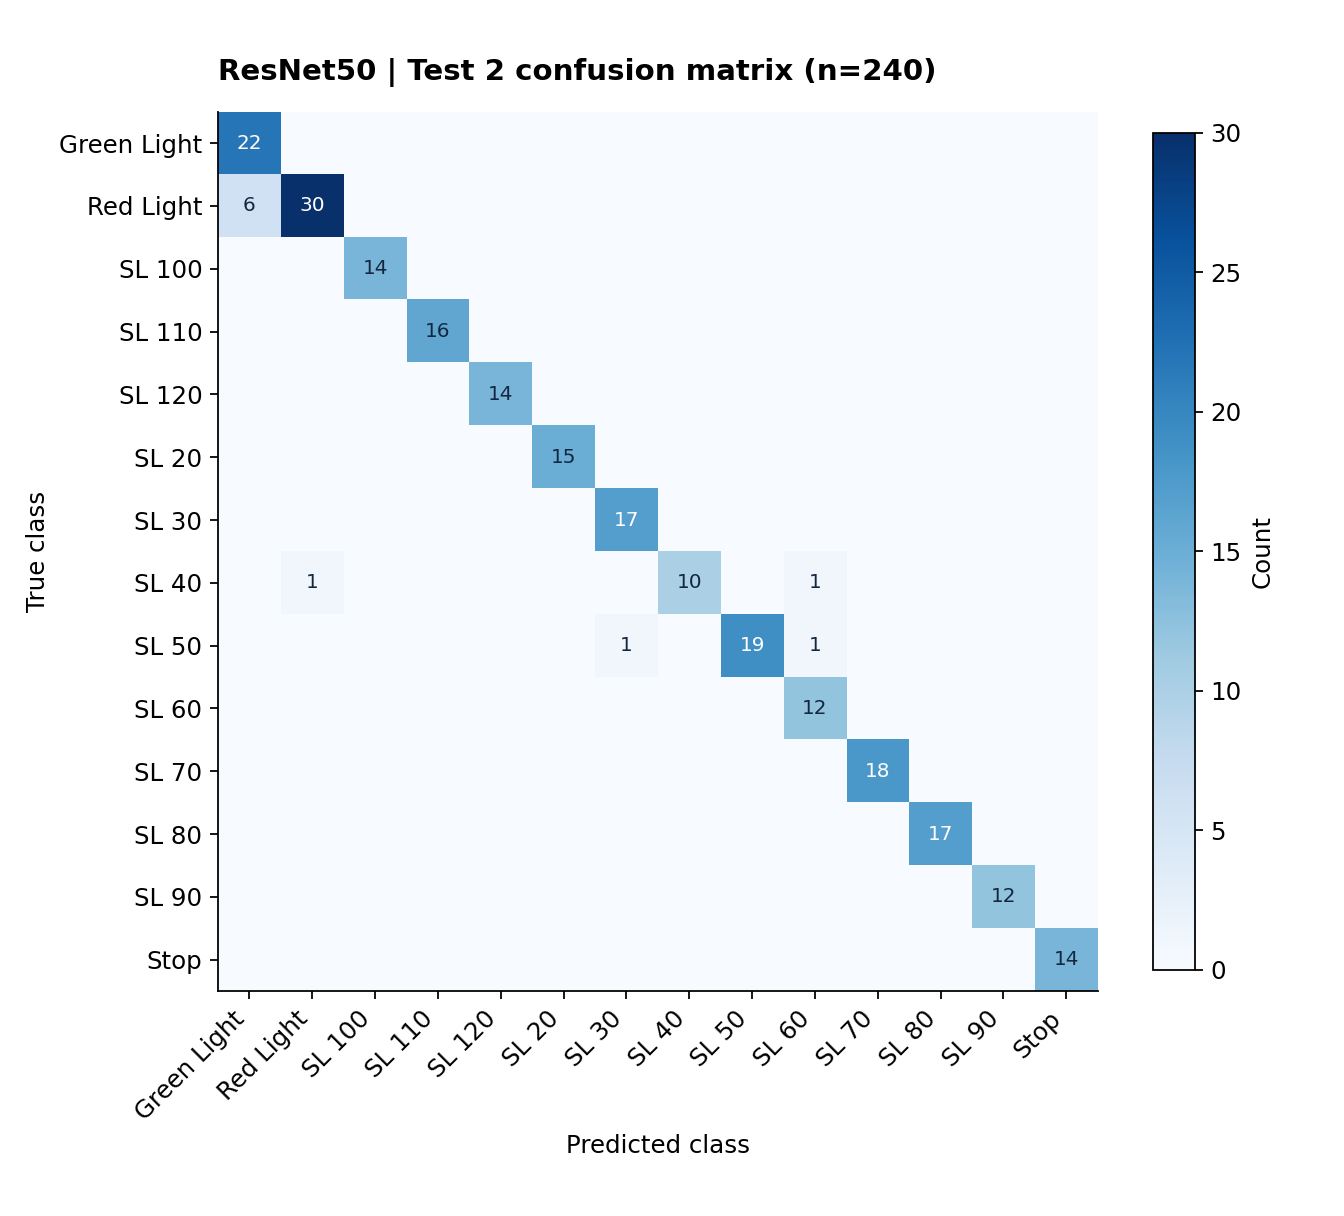 ResNet50 | Test 2 confusion matrix (n=240)
Green Light 22
Red Light 6 30
SL 100 14
SL 110 16
SL 120 14
SL 20 15
SL 30 17
SL 40 1 10 1
SL 50 1 19 1
SL 60 12
SL 70 18
SL 80 17
SL 90 12
Stop 14
True class
Green Light
Red Light
SL 100
SL 110
SL 120
SL 20
SL 30
SL 40
SL 50
SL 60
SL 70
SL 80
SL 90
Stop
Predicted class
30
25
20
15
10
5
0
Count